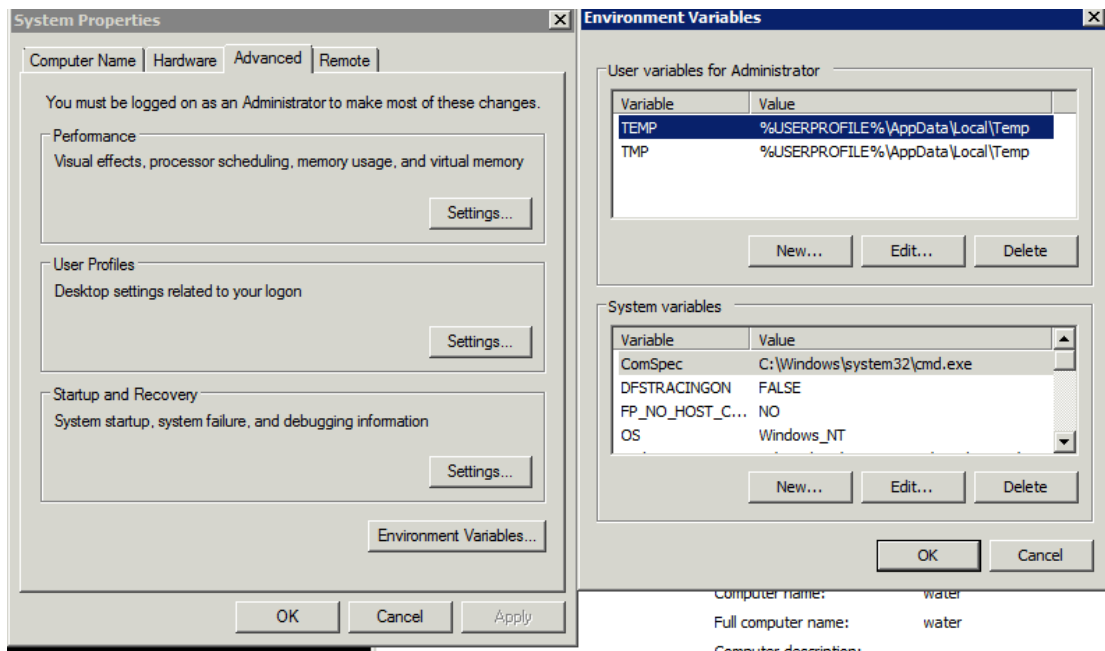 System Properties
Computer Name Hardware Advanced Remote
You must be logged on as an Administrator to make most of these changes.
Performance
Visual effects, processor scheduling, memory usage, and virtual memory
Settings...
User Profiles
Desktop settings related to your logon
Settings...
Startup and Recovery
System startup, system failure, and debugging information
Settings...
Environment Variables...
OK Cancel Apply
Environment Variables
User variables for Administrator
Variable Value
TEMP %USERPROFILE%\AppData\Local\Temp
TMP %USERPROFILE%\AppData\Local\Temp
New... Edit... Delete
System variables
Variable Value
ComSpec C:\Windows\system32\cmd.exe
DFSTRACINGON FALSE
FP_NO_HOST_C... NO
OS Windows_NT
New... Edit... Delete
OK Cancel
Computer name: water
Full computer name: water
Computer description: